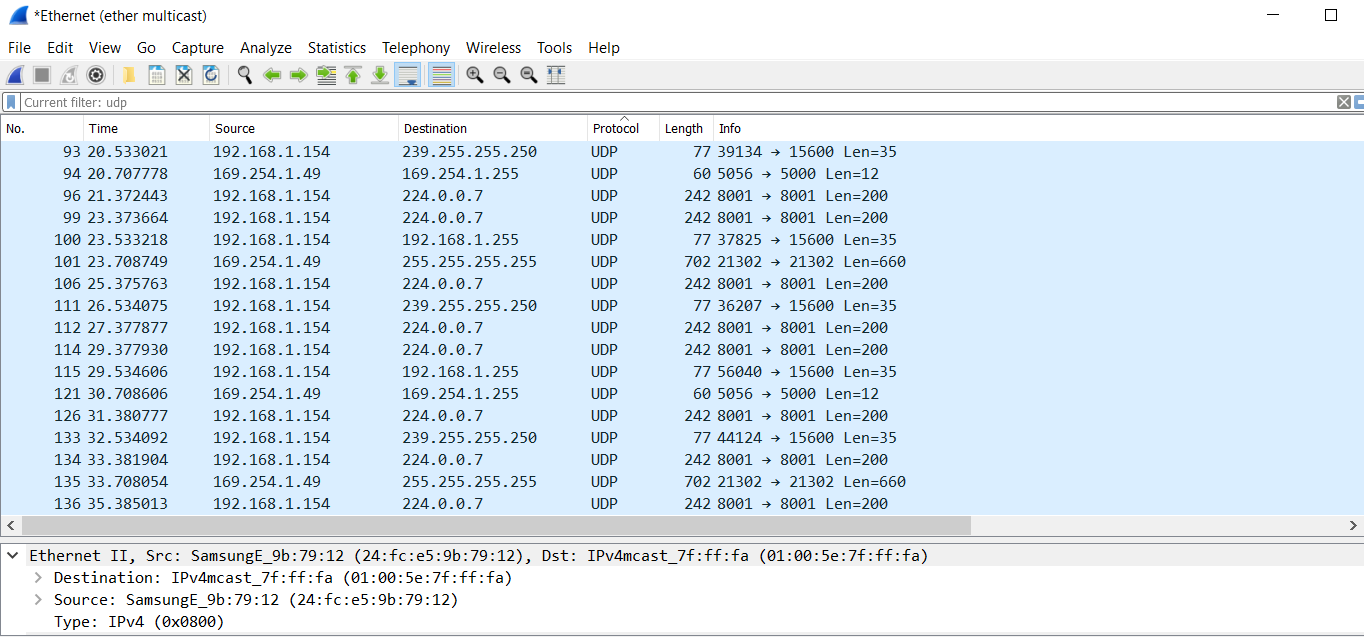 *Ethernet (ether multicast)
File Edit View Go Capture Analyze Statistics Telephony Wireless Tools Help
Current filter: udp
No. Time Source Destination Protocol Length Info
93 20.533021 192.168.1.154 239.255.255.250 UDP 77 39134 → 15600 Len=35
94 20.707778 169.254.1.49 169.254.1.255 UDP 60 5056 → 5000 Len=12
96 21.372443 192.168.1.154 224.0.0.7 UDP 242 8001 → 8001 Len=200
99 23.373664 192.168.1.154 224.0.0.7 UDP 242 8001 → 8001 Len=200
100 23.533218 192.168.1.154 192.168.1.255 UDP 77 37825 → 15600 Len=35
101 23.708749 169.254.1.49 255.255.255.255 UDP 702 21302 → 21302 Len=660
106 25.375763 192.168.1.154 224.0.0.7 UDP 242 8001 → 8001 Len=200
111 26.534075 192.168.1.154 239.255.255.250 UDP 77 36207 → 15600 Len=35
112 27.377877 192.168.1.154 224.0.0.7 UDP 242 8001 → 8001 Len=200
114 29.377930 192.168.1.154 224.0.0.7 UDP 242 8001 → 8001 Len=200
115 29.534606 192.168.1.154 192.168.1.255 UDP 77 56040 → 15600 Len=35
121 30.708606 169.254.1.49 169.254.1.255 UDP 60 5056 → 5000 Len=12
126 31.380777 192.168.1.154 224.0.0.7 UDP 242 8001 → 8001 Len=200
133 32.534092 192.168.1.154 239.255.255.250 UDP 77 44124 → 15600 Len=35
134 33.381904 192.168.1.154 224.0.0.7 UDP 242 8001 → 8001 Len=200
135 33.708054 169.254.1.49 255.255.255.255 UDP 702 21302 → 21302 Len=660
136 35.385013 192.168.1.154 224.0.0.7 UDP 242 8001 → 8001 Len=200
Ethernet II, Src: SamsungE_9b:79:12 (24:fc:e5:9b:79:12), Dst: IPv4mcast_7f:ff:fa (01:00:5e:7f:ff:fa)
Destination: IPv4mcast_7f:ff:fa (01:00:5e:7f:ff:fa)
Source: SamsungE_9b:79:12 (24:fc:e5:9b:79:12)
Type: IPv4 (0x0800)